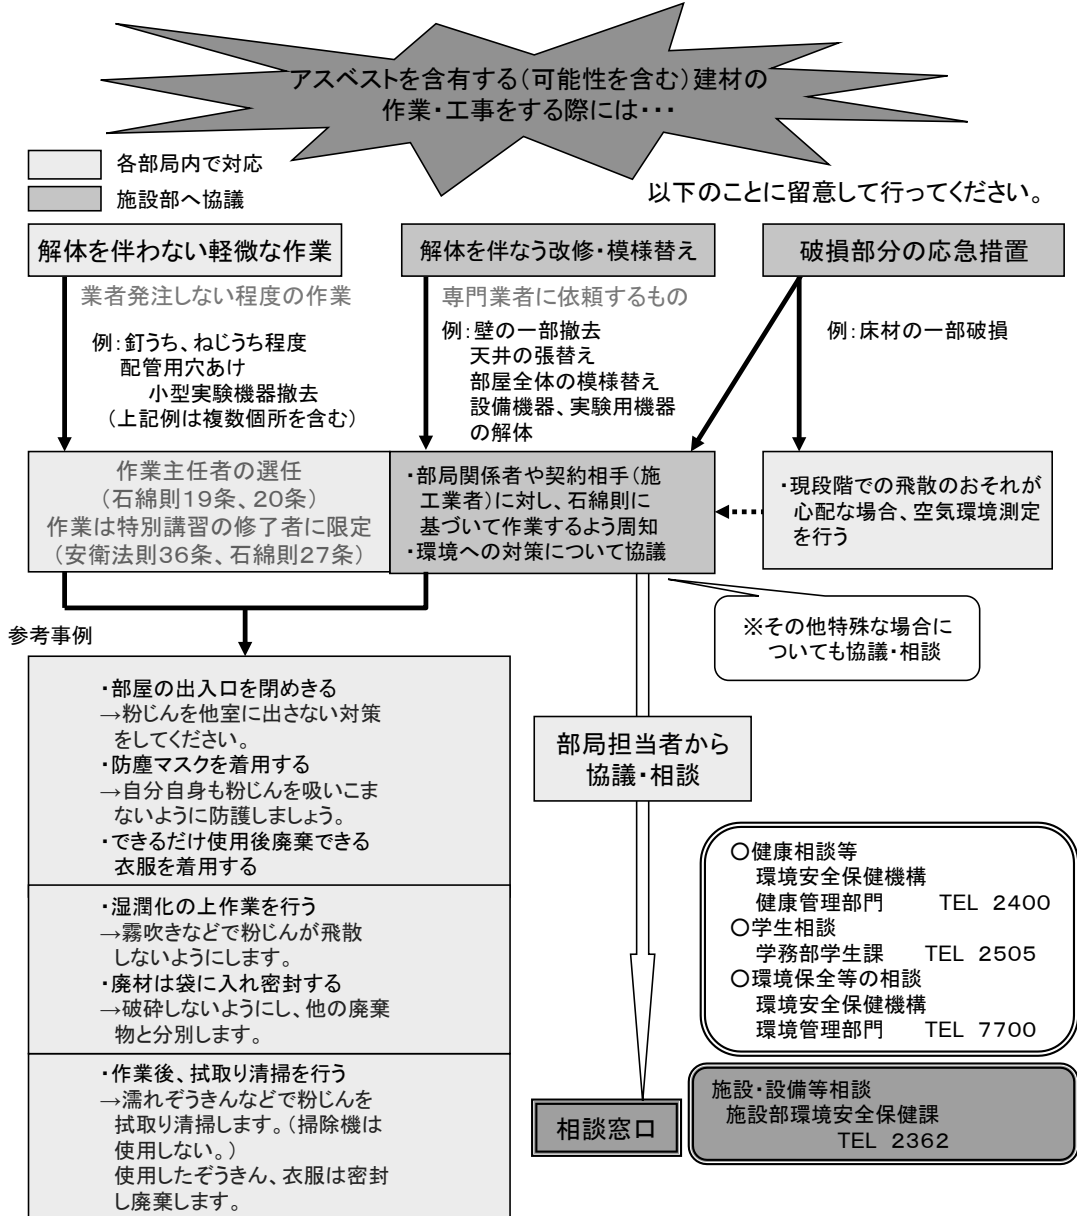 アスベストを含有する（可能性を含む）建材の
作業・工事をする際には・・・
各部局内で対応
施設部へ協議
以下のことに留意して行ってください。
解体を伴わない軽微な作業
業者発注しない程度の作業
例：釘うち、ねじうち程度
配管用穴あけ
小型実験機器撤去
（上記例は複数個所を含む）
解体を伴なう改修・模様替え
専門業者に依頼するもの
例：壁の一部撤去
天井の張替え
部屋全体の模様替え
設備機器、実験用機器
の解体
破損部分の応急措置
例：床材の一部破損
作業主任者の選任
（石綿則19条、20条）
作業は特別講習の修了者に限定
（安衛法則36条、石綿則27条）
・部局関係者や契約相手（施
工業者）に対し、石綿則に
基づいて作業するよう周知
・環境への対策について協議
・現段階での飛散のおそれが
心配な場合、空気環境測定
を行う
※その他特殊な場合に
ついても協議・相談
参考事例
・部屋の出入口を閉めきる
→粉じんを他室に出さない対策
をしてください。
・防塵マスクを着用する
→自分自身も粉じんを吸いこま
ないように防護しましょう。
・できるだけ使用後廃棄できる
衣服を着用する
・湿潤化の上作業を行う
→霧吹きなどで粉じんが飛散
しないようにします。
・廃材は袋に入れ密封する
→破砕しないようにし、他の廃棄
物と分別します。
・作業後、拭取り清掃を行う
→濡れぞうきんなどで粉じんを
拭取り清掃します。（掃除機は
使用しない。）
使用したぞうきん、衣服は密封
し廃棄します。
部局担当者から
協議・相談
相談窓口
○健康相談等
環境安全保健機構
健康管理部門 TEL 2400
○学生相談
学務部学生課 TEL 2505
○環境保全等の相談
環境安全保健機構
環境管理部門 TEL 7700
施設・設備等相談
施設部環境安全保健課
TEL 2362